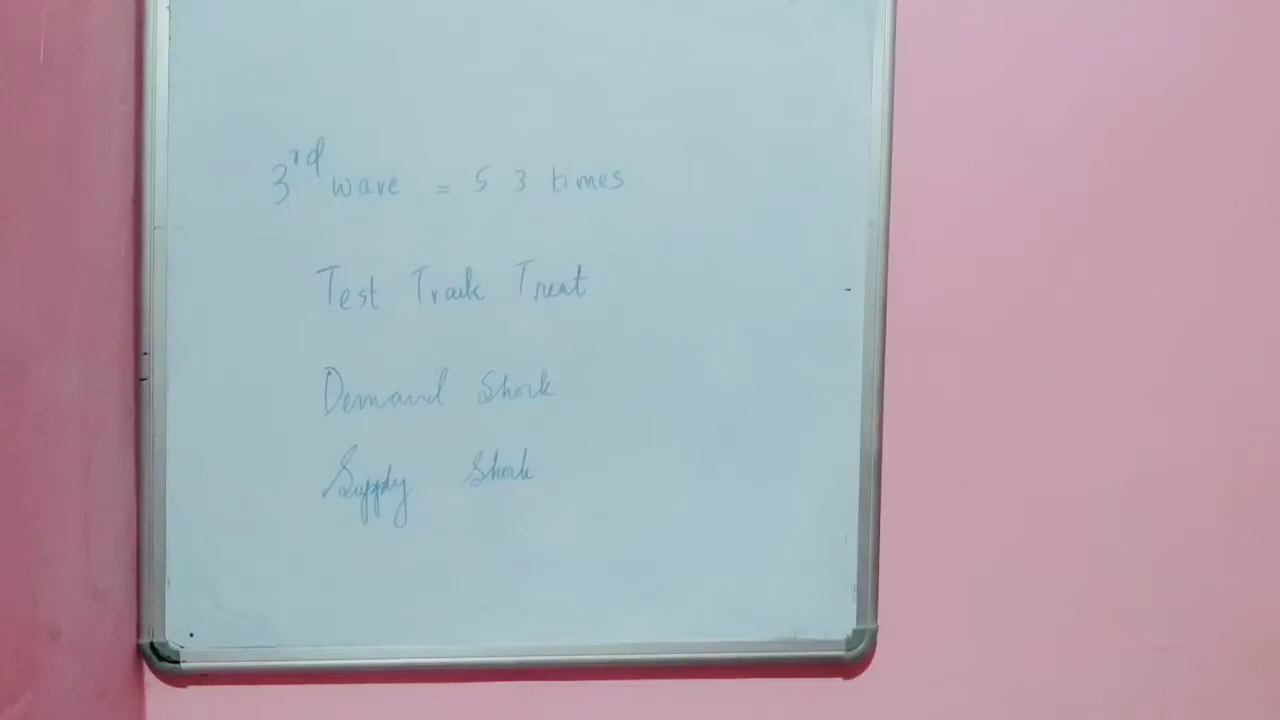 3rd wave = 5 3 times
Test Track Treat
Demand Shock
Supply Shock